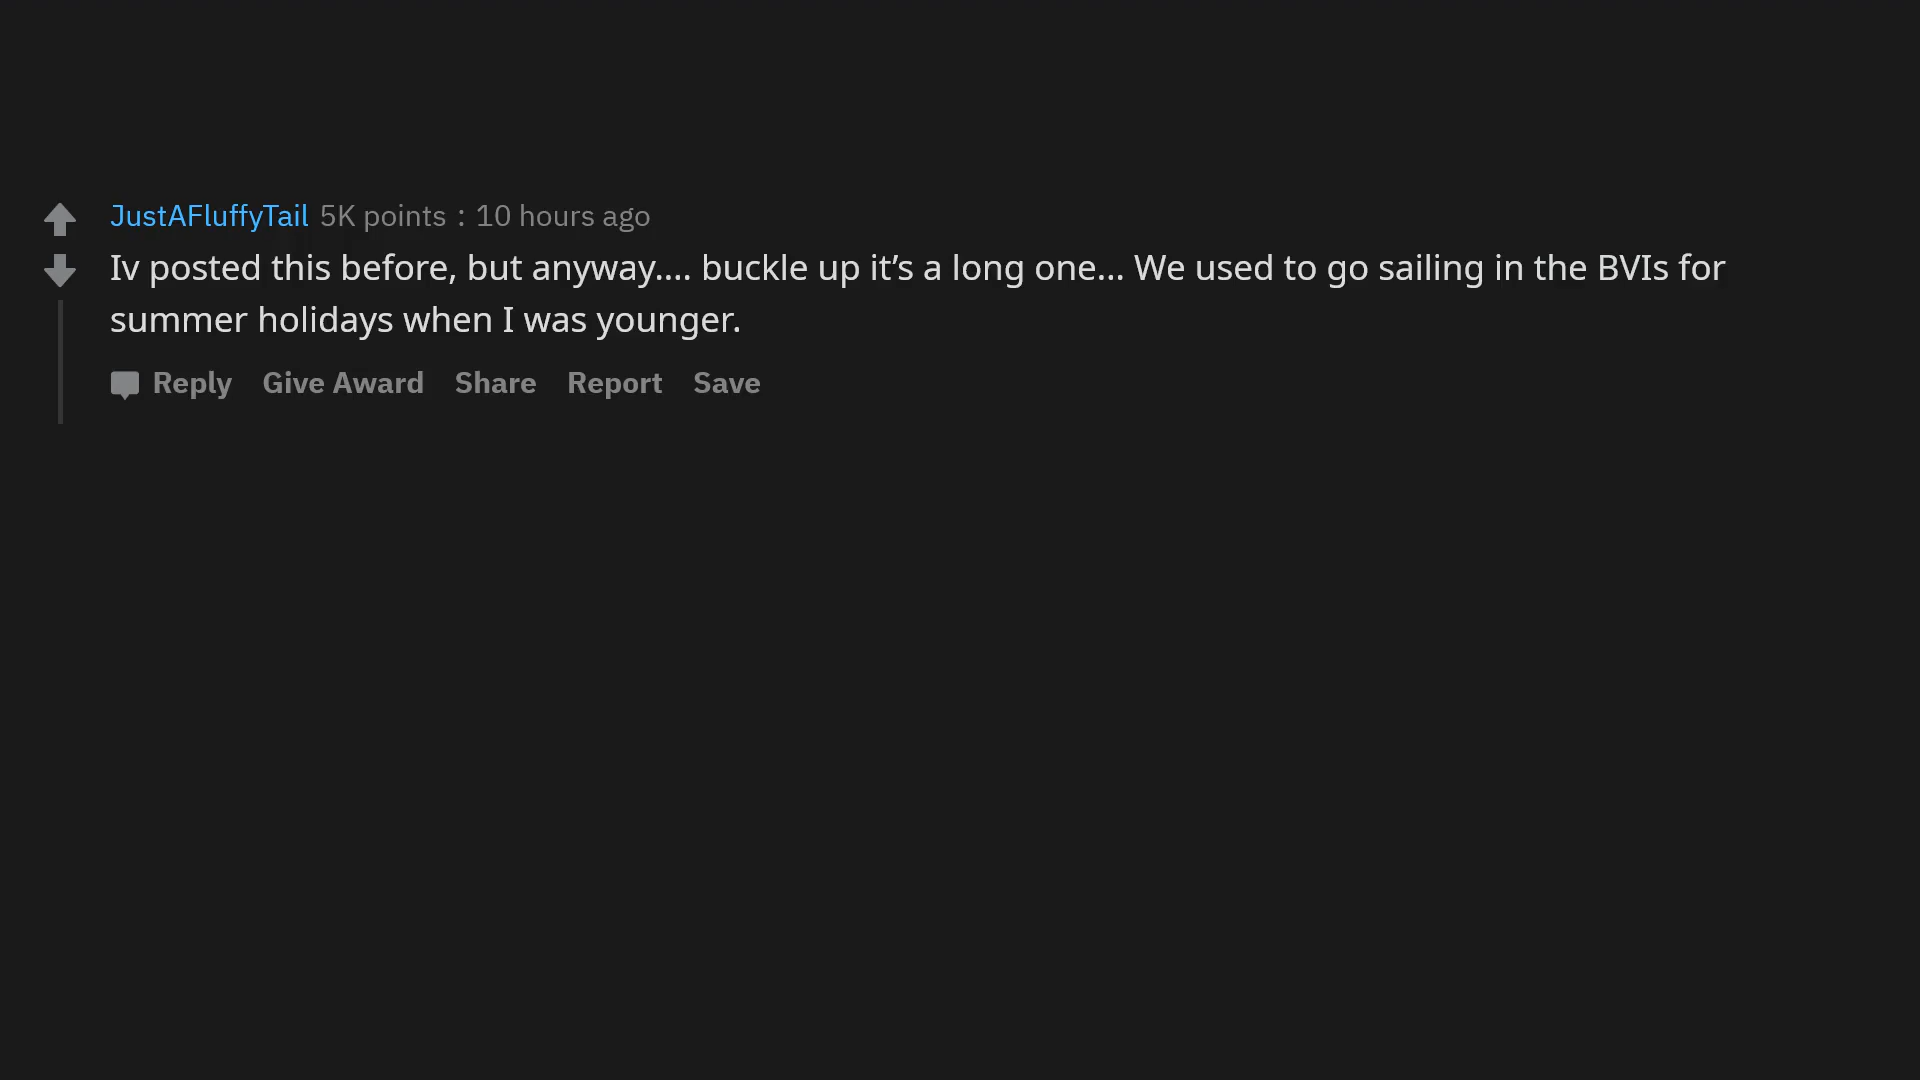 JustAFluffyTail 5K points : 10 hours ago
Iv posted this before, but anyway.... buckle up it’s a long one... We used to go sailing in the BVIs for
summer holidays when I was younger.
Reply Give Award Share Report Save